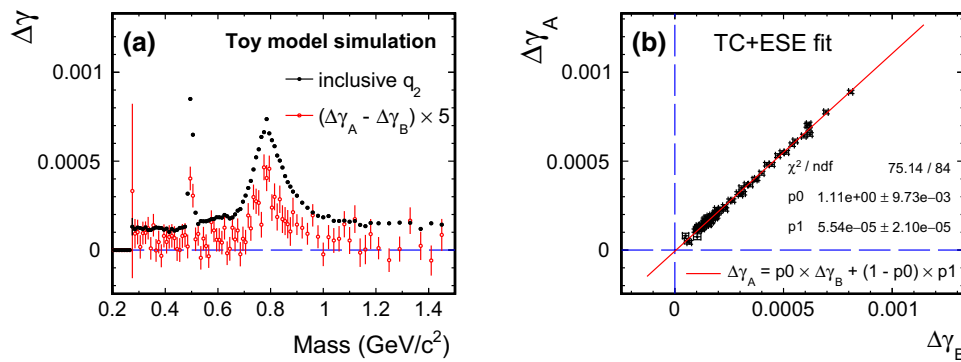 Δγ
(a)
Toy model simulation
inclusive q2
(ΔγA - ΔγB) × 5
0.001
0.0005
0
0.2 0.4 0.6 0.8 1 1.2 1.4
Mass (GeV/c²)
ΔγA
(b)
TC+ESE fit
0.001
0.0005
0
χ² / ndf 75.14 / 84
p0 1.11e+00 ± 9.73e−03
p1 5.54e−05 ± 2.10e−05
ΔγA = p0 × ΔγB + (1 - p0) × p1
0 0.0005 0.001